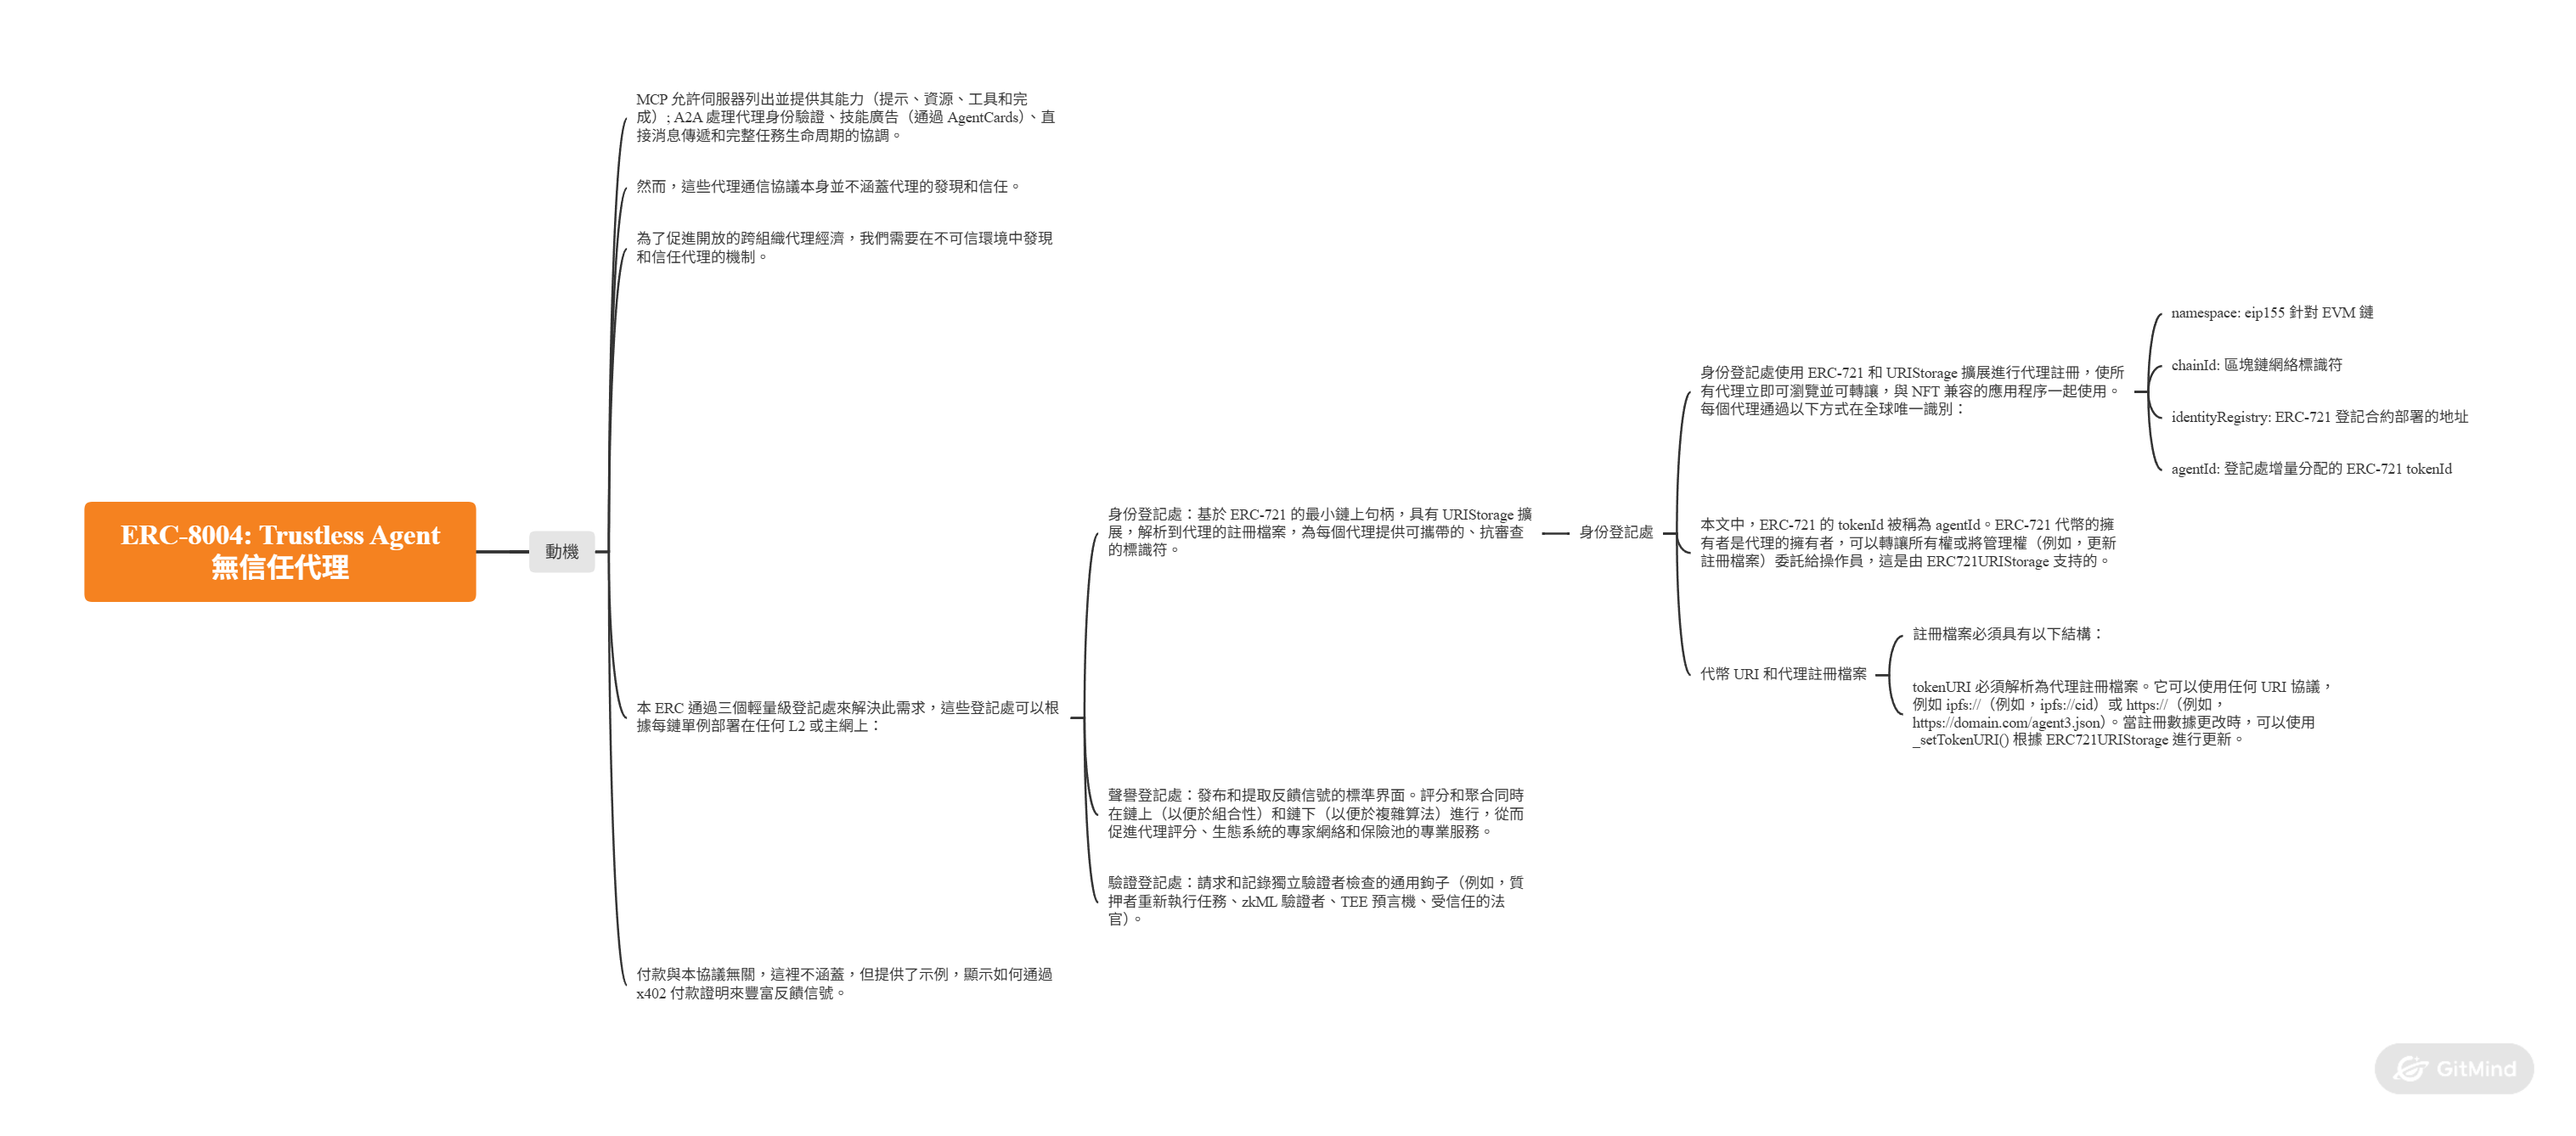 ERC-8004: Trustless Agent
無信任代理
動機
MCP 允許伺服器列出並提供其能力（提示、資源、工具和完
成）; A2A 處理代理身份驗證、技能廣告（通過 AgentCards）、直
接消息傳遞和完整任務生命周期的協調。
然而，這些代理通信協議本身並不涵蓋代理的發現和信任。
為了促進開放的跨組織代理經濟，我們需要在不可信環境中發現
和信任代理的機制。
本 ERC 通過三個輕量級登記處來解決此需求，這些登記處可以根
據每鏈單例部署在任何 L2 或主網上：
身份登記處：基於 ERC-721 的最小鏈上句柄，具有 URIStorage 擴
展，解析到代理的註冊檔案，為每個代理提供可攜帶的、抗審查
的標識符。
身份登記處
身份登記處使用 ERC-721 和 URIStorage 擴展進行代理註冊，使所
有代理立即可瀏覽並可轉讓，與 NFT 兼容的應用程序一起使用。
每個代理通過以下方式在全球唯一識別：
namespace: eip155 針對 EVM 鏈
chainId: 區塊鏈網絡標識符
identityRegistry: ERC-721 登記合約部署的地址
agentId: 登記處增量分配的 ERC-721 tokenId
本文中，ERC-721 的 tokenId 被稱為 agentId。ERC-721 代幣的擁
有者是代理的擁有者，可以轉讓所有權或將管理權（例如，更新
註冊檔案）委託給操作員，這是由 ERC721URIStorage 支持的。
代幣 URI 和代理註冊檔案
註冊檔案必須具有以下結構：
tokenURI 必須解析為代理註冊檔案。它可以使用任何 URI 協議，
例如 ipfs://（例如，ipfs://cid）或 https://（例如，
https://domain.com/agent3.json）。當註冊數據更改時，可以使用
_setTokenURI() 根據 ERC721URIStorage 進行更新。
聲譽登記處：發布和提取反饋信號的標準界面。評分和聚合同時
在鏈上（以便於組合性）和鏈下（以便於複雜算法）進行，從而
促進代理評分、生態系統的專家網絡和保險池的專業服務。
驗證登記處：請求和記錄獨立驗證者檢查的通用鉤子（例如，質
押者重新執行任務、zkML 驗證者、TEE 預言機、受信任的法
官）。
付款與本協議無關，這裡不涵蓋，但提供了示例，顯示如何通過
x402 付款證明來豐富反饋信號。
GitMind